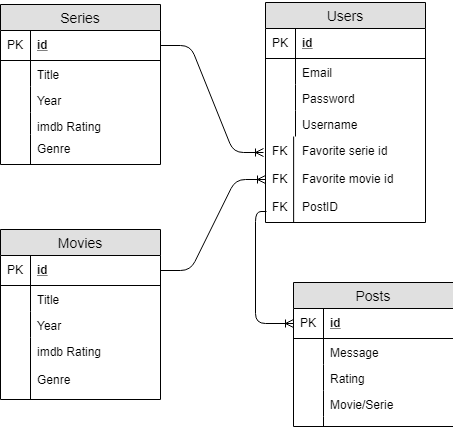 Series
PK id
Title
Year
imdb Rating
Genre
Users
PK id
Email
Password
Username
FK Favorite serie id
FK Favorite movie id
FK PostID
Movies
PK id
Title
Year
imdb Rating
Genre
Posts
PK id
Message
Rating
Movie/Serie